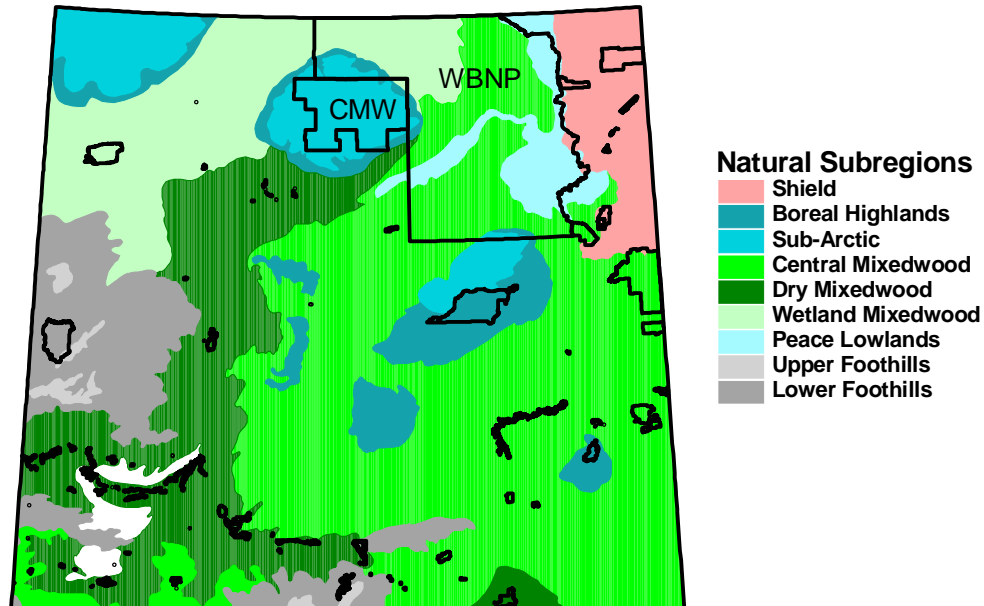 WBNP
CMW
Natural Subregions
Shield
Boreal Highlands
Sub-Arctic
Central Mixedwood
Dry Mixedwood
Wetland Mixedwood
Peace Lowlands
Upper Foothills
Lower Foothills